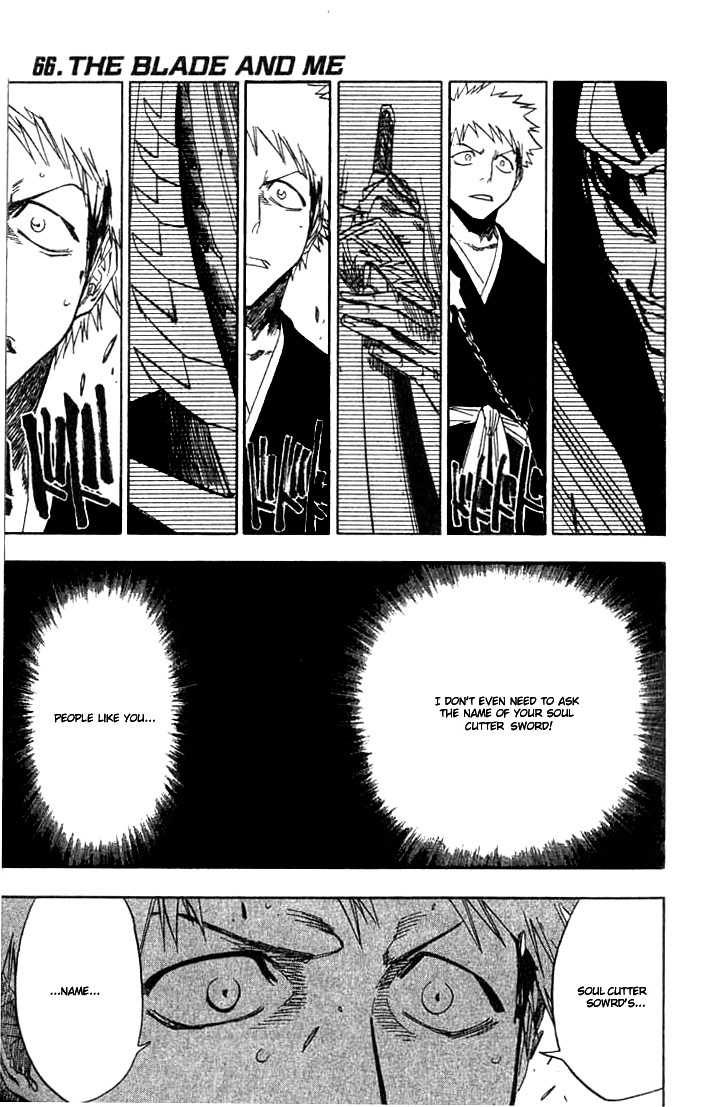 66. THE BLADE AND ME
I DON'T EVEN NEED TO ASK
THE NAME OF YOUR SOUL
CUTTER SWORD!
PEOPLE LIKE YOU...
SOUL CUTTER
SOWRD'S...
...NAME...